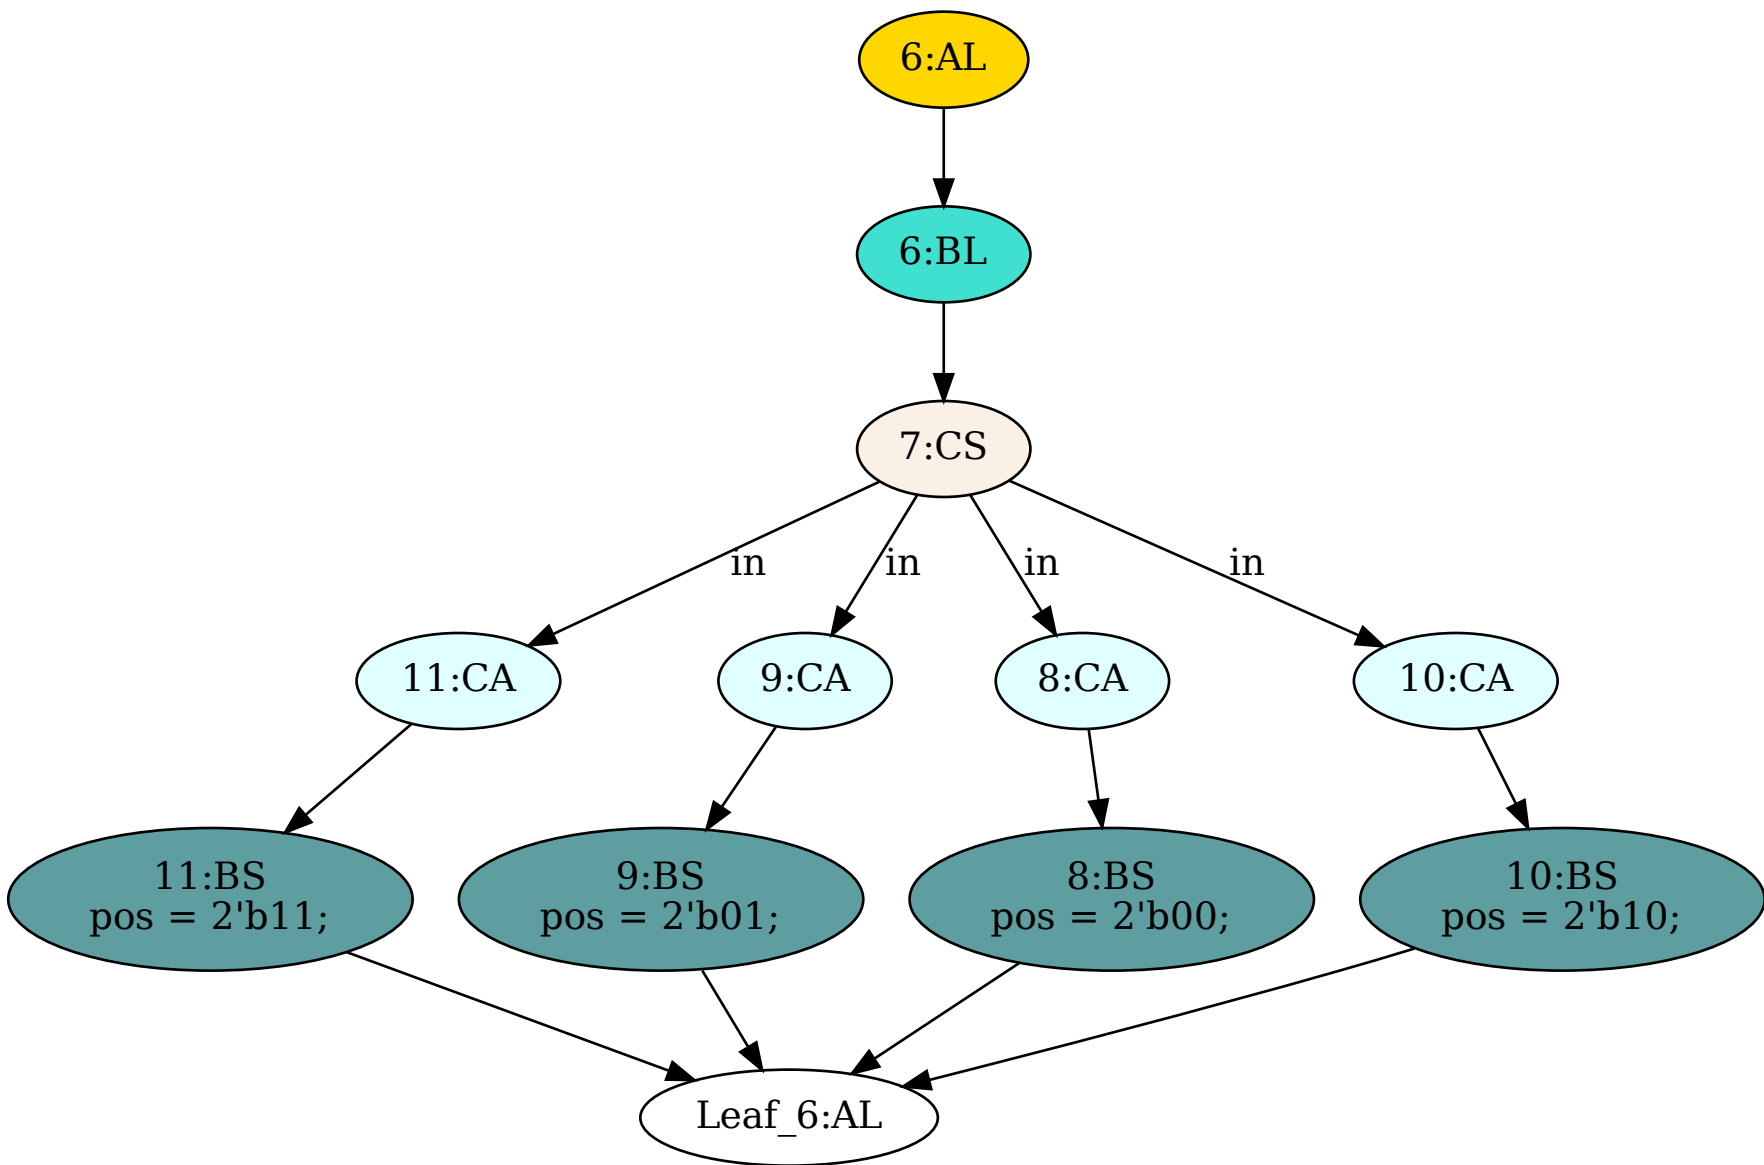 6:AL
6:BL
7:CS
in
in
in
in
11:CA
9:CA
8:CA
10:CA
11:BS
pos = 2'b11;
9:BS
pos = 2'b01;
8:BS
pos = 2'b00;
10:BS
pos = 2'b10;
Leaf_6:AL